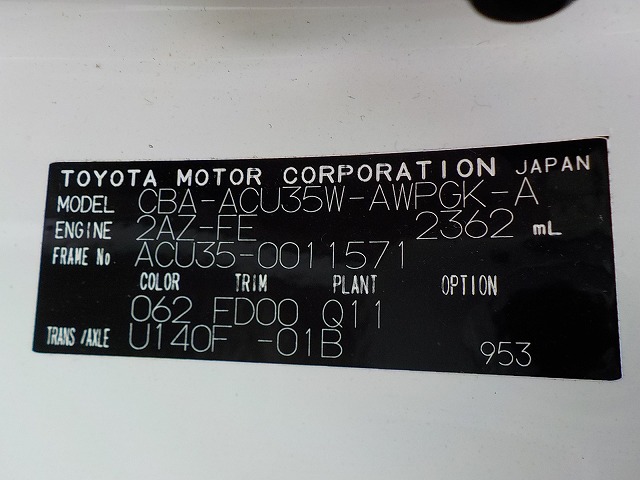 TOYOTA MOTOR CORPORATION JAPAN
MODEL CBA-ACU35W-AWPGK-A
ENGINE 2AZ-FE 2362 mL
FRAME No ACU35-0011571
COLOR TRIM PLANT OPTION
062 FD00 Q11
TRANS/AXLE U140F -01B 953